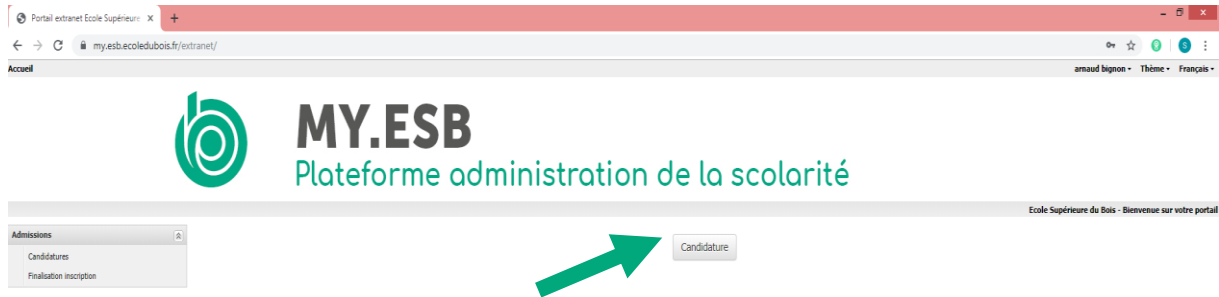 Portail extranet Ecole Supérieure
my.esb.ecoledubois.fr/extranet/
S
Accueil
arnaud bignon
Thème
Français
MY.ESB
Plateforme administration de la scolarité
Ecole Supérieure du Bois - Bienvenue sur votre portail
Admissions
Candidature
Candidatures
Finalisation inscription